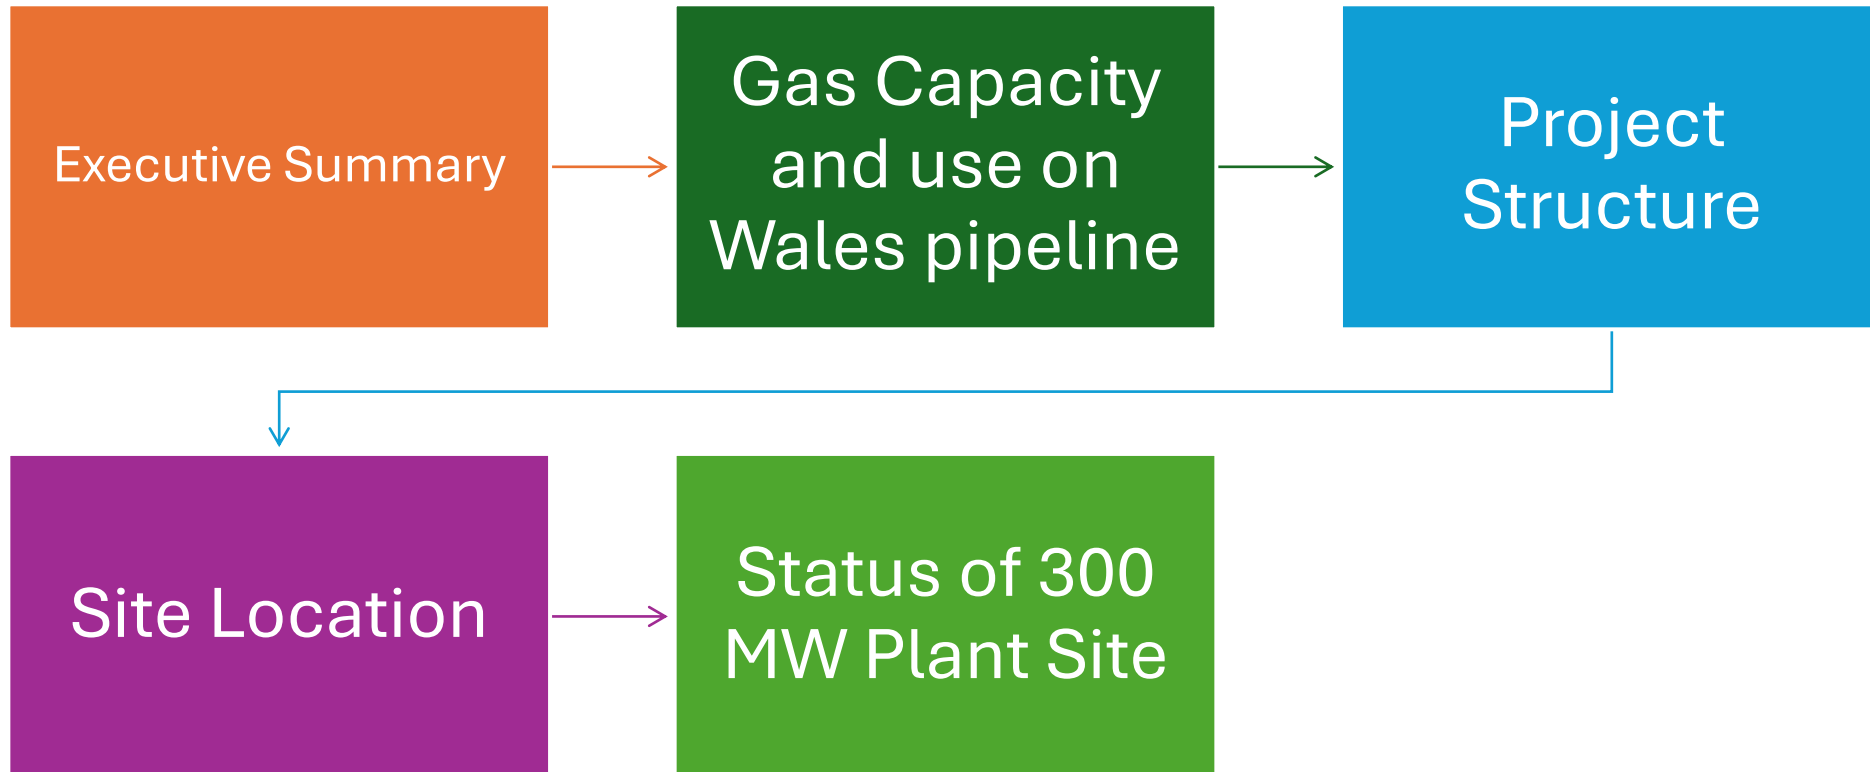 Executive Summary
Gas Capacity
and use on
Wales pipeline
Project
Structure
Site Location
Status of 300
MW Plant Site